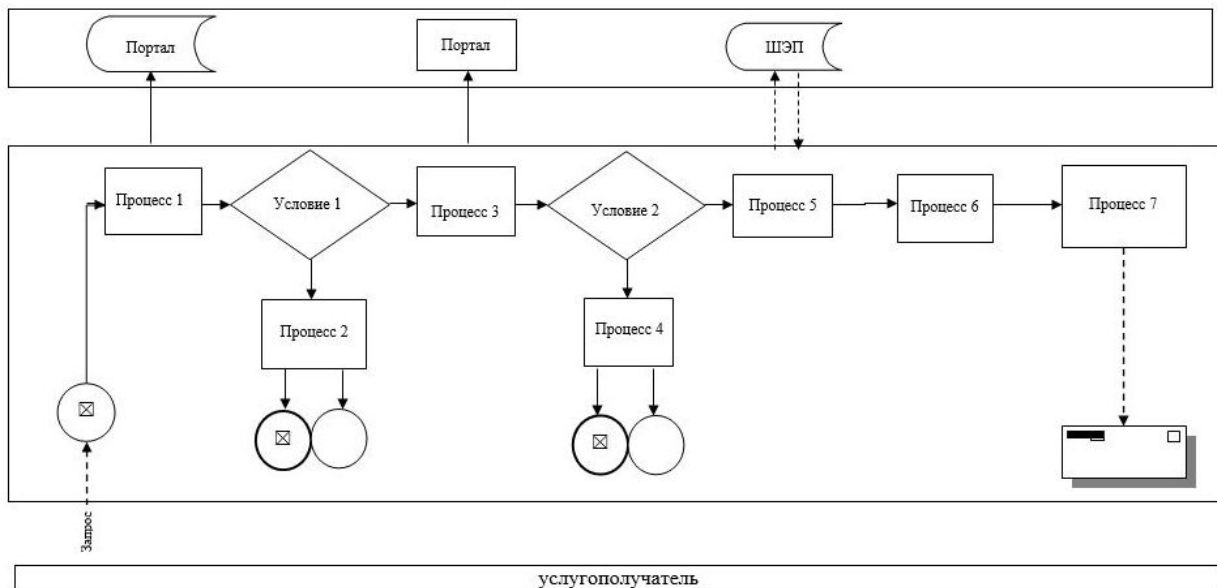 Портал
Портал
ШЭП
Процесс 1
Условие 1
Процесс 3
Условие 2
Процесс 5
Процесс 6
Процесс 7
Процесс 2
Процесс 4
Запрос
услугополучатель